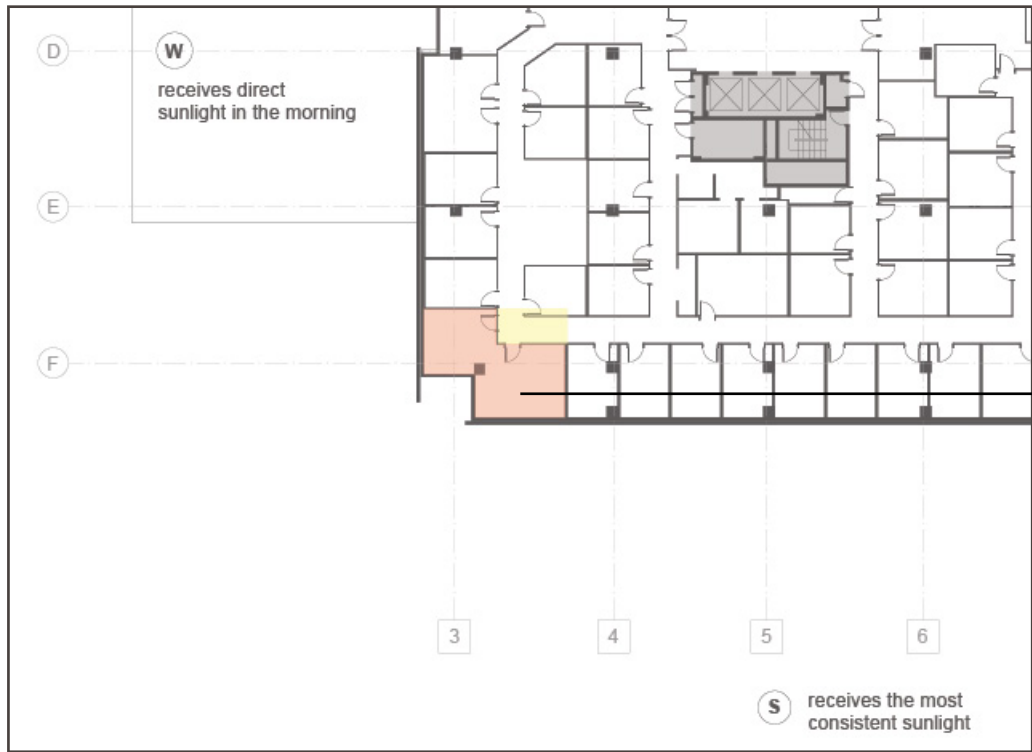 D
W
receives direct
sunlight in the morning
E
F
3
4
5
6
S
receives the most
consistent sunlight